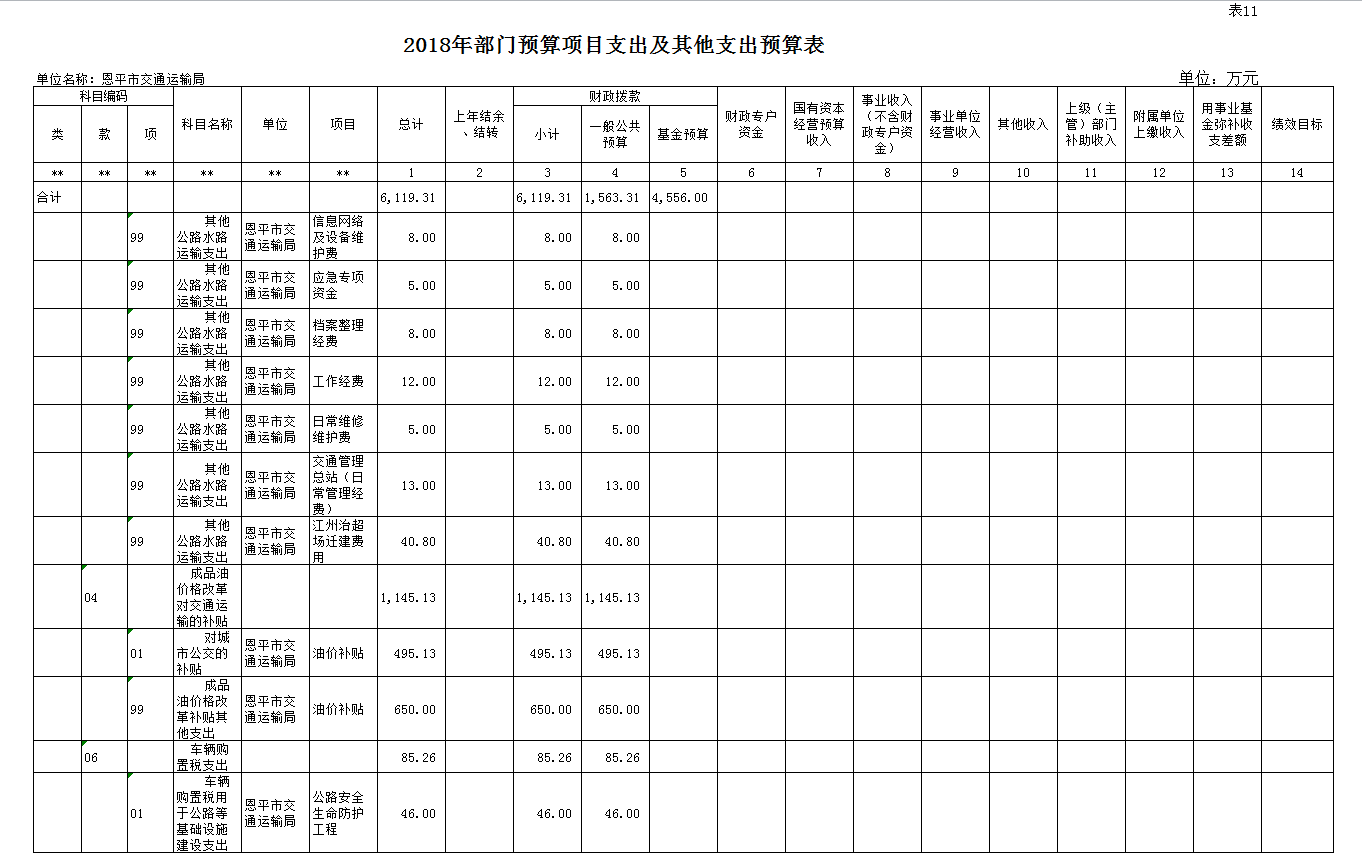 表11
2018年部门预算项目支出及其他支出预算表
单位名称：恩平市交通运输局
单位：万元
科目编码 科目名称 单位 项目 总计 上年结余、结转 财政拨款 财政专户资金 国有资本经营预算收入 事业收入（不含财政专户资金） 事业单位经营收入 其他收入 上级（主管）部门补助收入 附属单位上缴收入 用事业基金弥补收支差额 绩效目标
类 款 项 小计 一般公共预算 基金预算
** ** ** ** ** ** 1 2 3 4 5 6 7 8 9 10 11 12 13 14
合计 6,119.31 6,119.31 1,563.31 4,556.00
99 其他公路水路运输支出 恩平市交通运输局 信息网络及设备维护费 8.00 8.00 8.00
99 其他公路水路运输支出 恩平市交通运输局 应急专项资金 5.00 5.00 5.00
99 其他公路水路运输支出 恩平市交通运输局 档案整理经费 8.00 8.00 8.00
99 其他公路水路运输支出 恩平市交通运输局 工作经费 12.00 12.00 12.00
99 其他公路水路运输支出 恩平市交通运输局 日常维修维护费 5.00 5.00 5.00
99 其他公路水路运输支出 恩平市交通运输局 交通管理总站（日常管理经费） 13.00 13.00 13.00
99 其他公路水路运输支出 恩平市交通运输局 江州治超场迁建费用 40.80 40.80 40.80
04 成品油价格改革对交通运输的补贴 1,145.13 1,145.13 1,145.13
01 对城市公交的补贴 恩平市交通运输局 油价补贴 495.13 495.13 495.13
99 成品油价格改革补贴其他支出 恩平市交通运输局 油价补贴 650.00 650.00 650.00
06 车辆购置税支出 85.26 85.26 85.26
01 车辆购置税用于公路等基础设施建设支出 恩平市交通运输局 公路安全生命防护工程 46.00 46.00 46.00